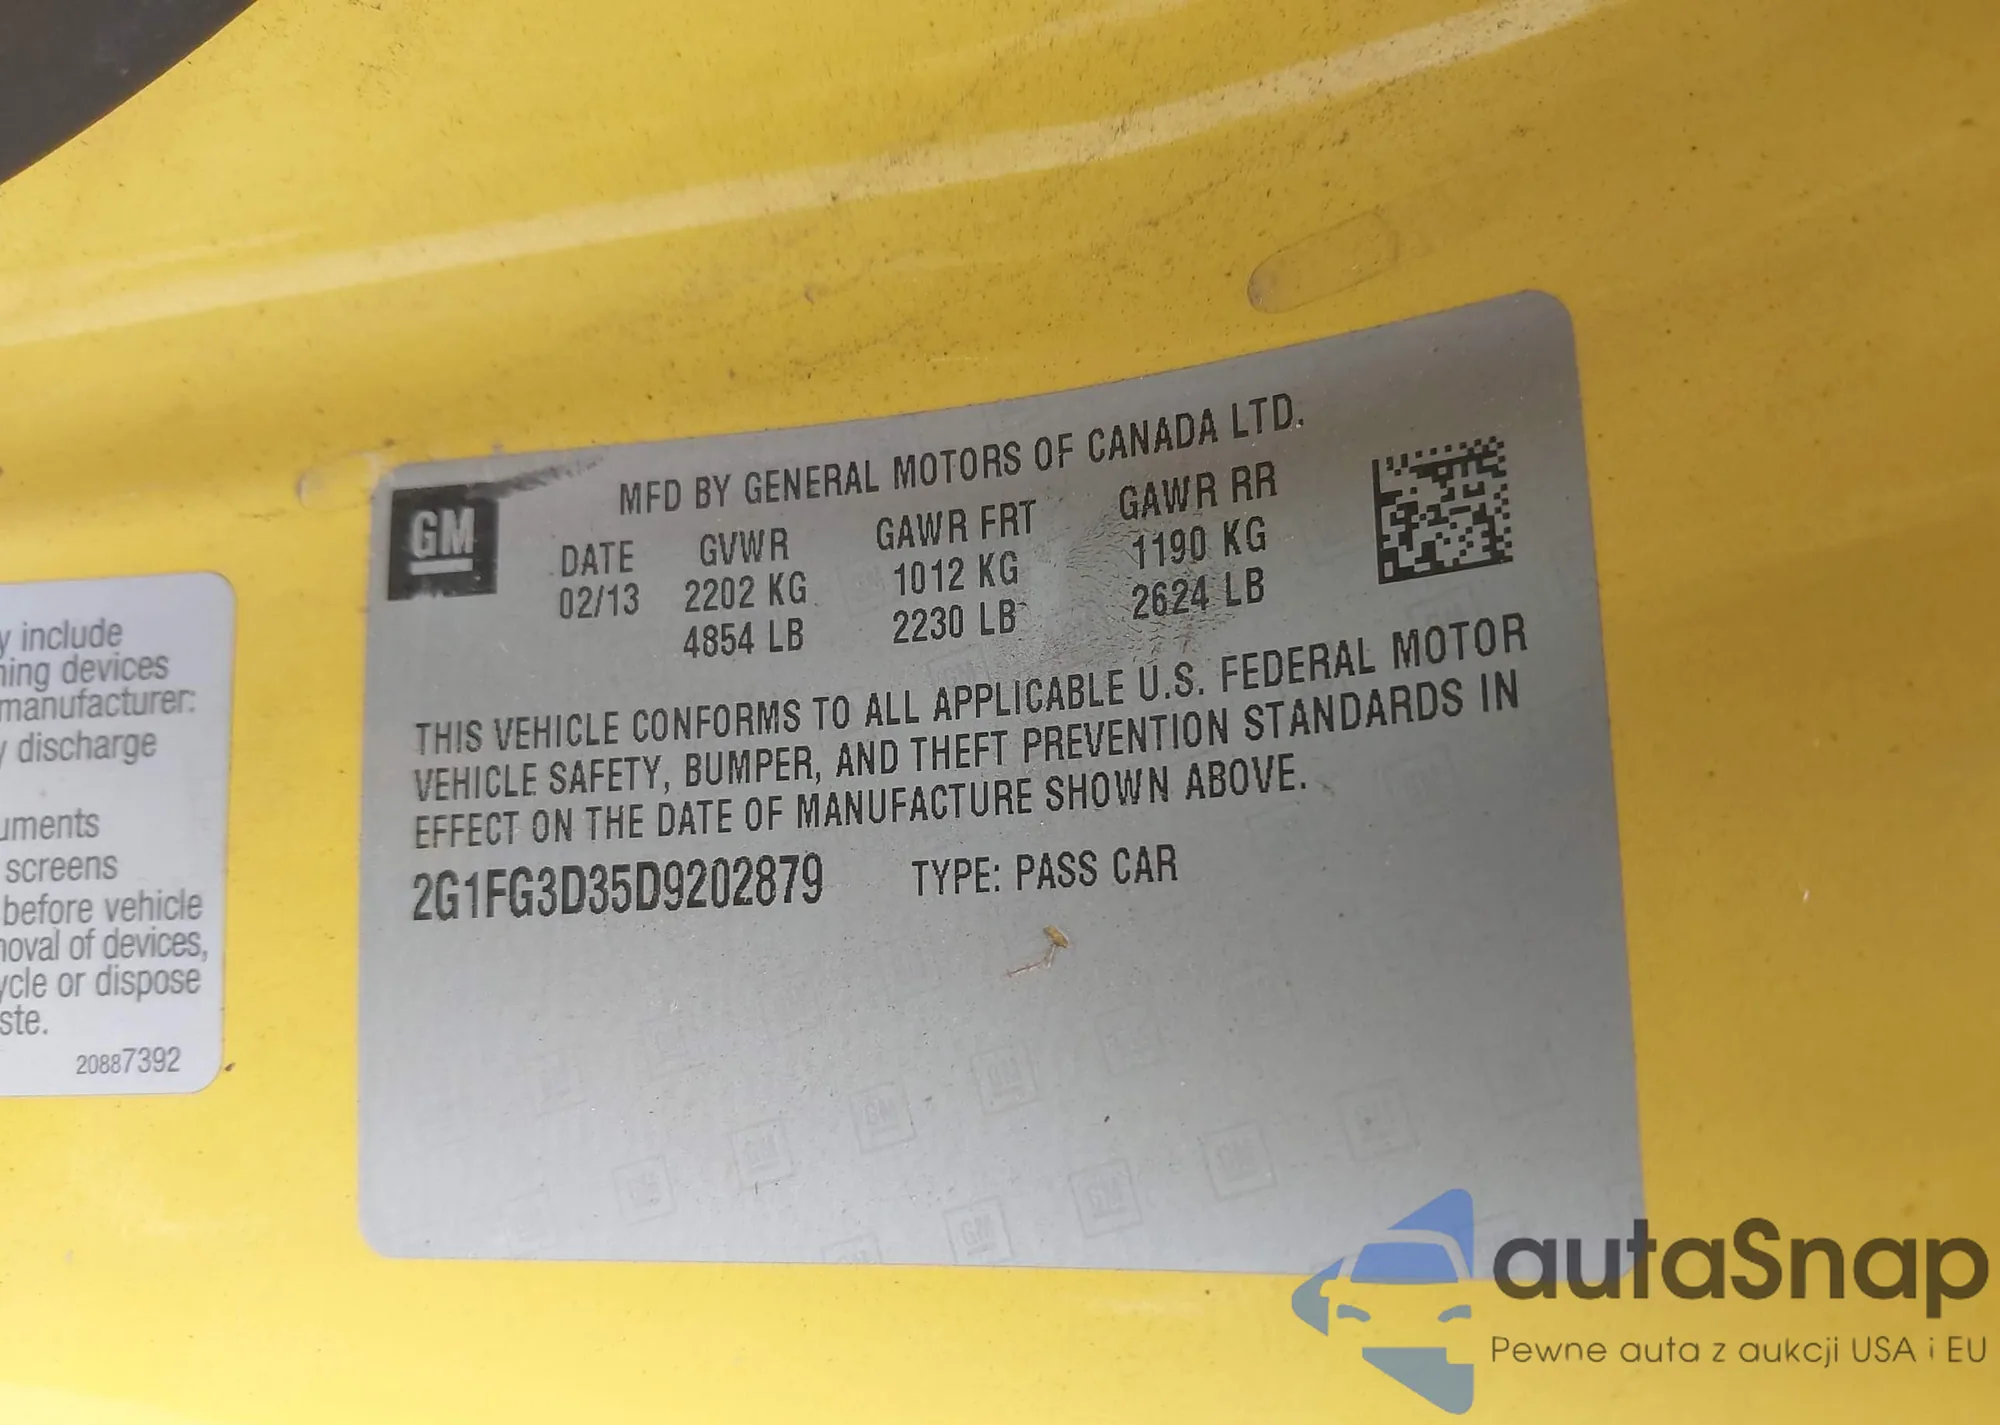 GM
MFD BY GENERAL MOTORS OF CANADA LTD.
DATE GVWR GAWR FRT GAWR RR
02/13 2202 KG 1012 KG 1190 KG
4854 LB 2230 LB 2624 LB
THIS VEHICLE CONFORMS TO ALL APPLICABLE U.S. FEDERAL MOTOR
VEHICLE SAFETY, BUMPER, AND THEFT PREVENTION STANDARDS IN
EFFECT ON THE DATE OF MANUFACTURE SHOWN ABOVE.
2G1FG3D35D9202879 TYPE: PASS CAR
y include
ning devices
manufacturer:
y discharge
uments
screens
before vehicle
noval of devices,
ycle or dispose
ste.
20887392
autaSnap
Pewne auta z aukcji USA i EU